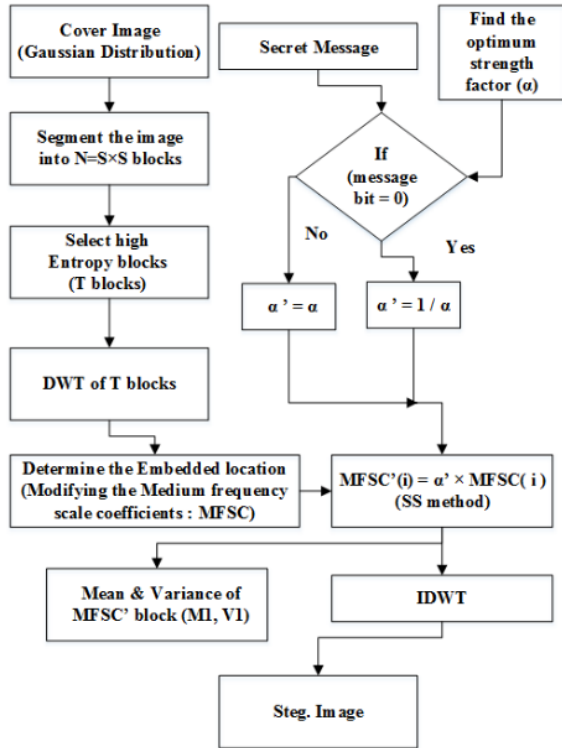 Cover Image
(Gaussian Distribution)
Secret Message
Find the
optimum
strength
factor (α)
Segment the image
into N=S×S blocks
If
(message
bit = 0)
No
Yes
Select high
Entropy blocks
(T blocks)
α ’ = α
α ’ = 1 / α
DWT of T blocks
Determine the Embedded location
(Modifying the Medium frequency
scale coefficients : MFSC)
MFSC’(i) = α’ × MFSC( i )
(SS method)
Mean & Variance of
MFSC’ block (M1, V1)
IDWT
Steg. Image